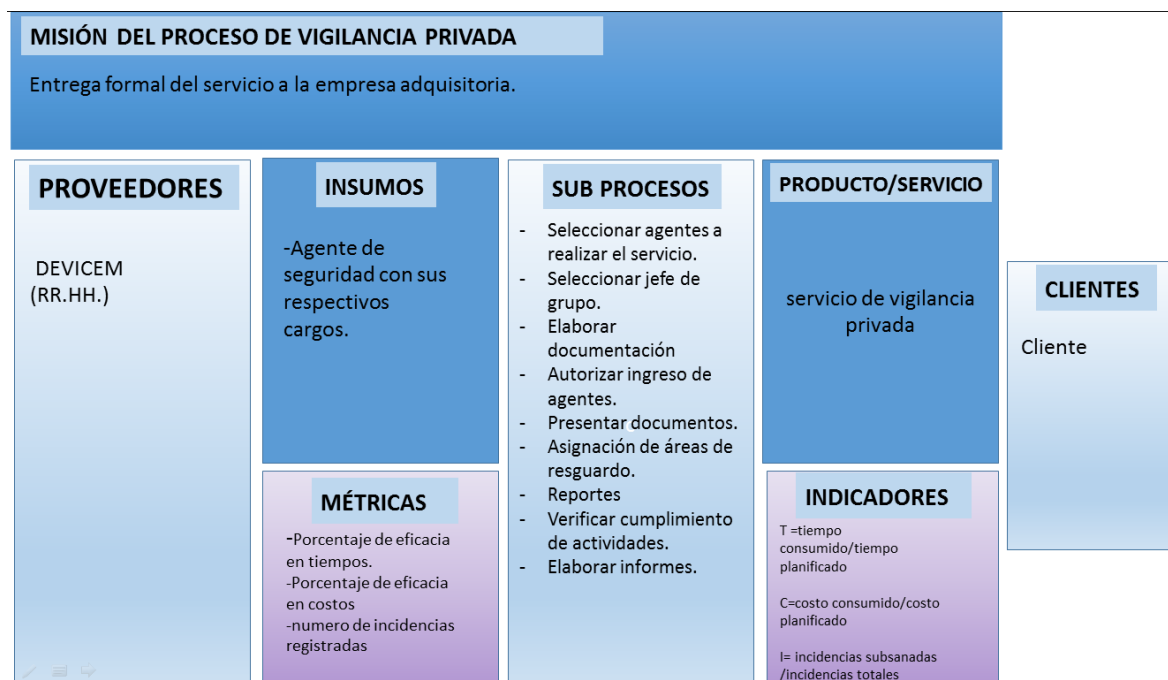 MISIÓN DEL PROCESO DE VIGILANCIA PRIVADA
Entrega formal del servicio a la empresa adquisitoria.
PROVEEDORES
DEVICEM
(RR.HH.)
INSUMOS
-Agente de
seguridad con sus
respectivos
cargos.
MÉTRICAS
-Porcentaje de eficacia
en tiempos.
-Porcentaje de eficacia
en costos
-numero de incidencias
registradas
SUB PROCESOS
- Seleccionar agentes a
realizar el servicio.
- Seleccionar jefe de
grupo.
- Elaborar
documentación
- Autorizar ingreso de
agentes.
- Presentar documentos.
- Asignación de áreas de
resguardo.
- Reportes
- Verificar cumplimiento
de actividades.
- Elaborar informes.
PRODUCTO/SERVICIO
servicio de vigilancia
privada
INDICADORES
T =tiempo
consumido/tiempo
planificado
C=costo consumido/costo
planificado
I= incidencias subsanadas
/incidencias totales
CLIENTES
Cliente